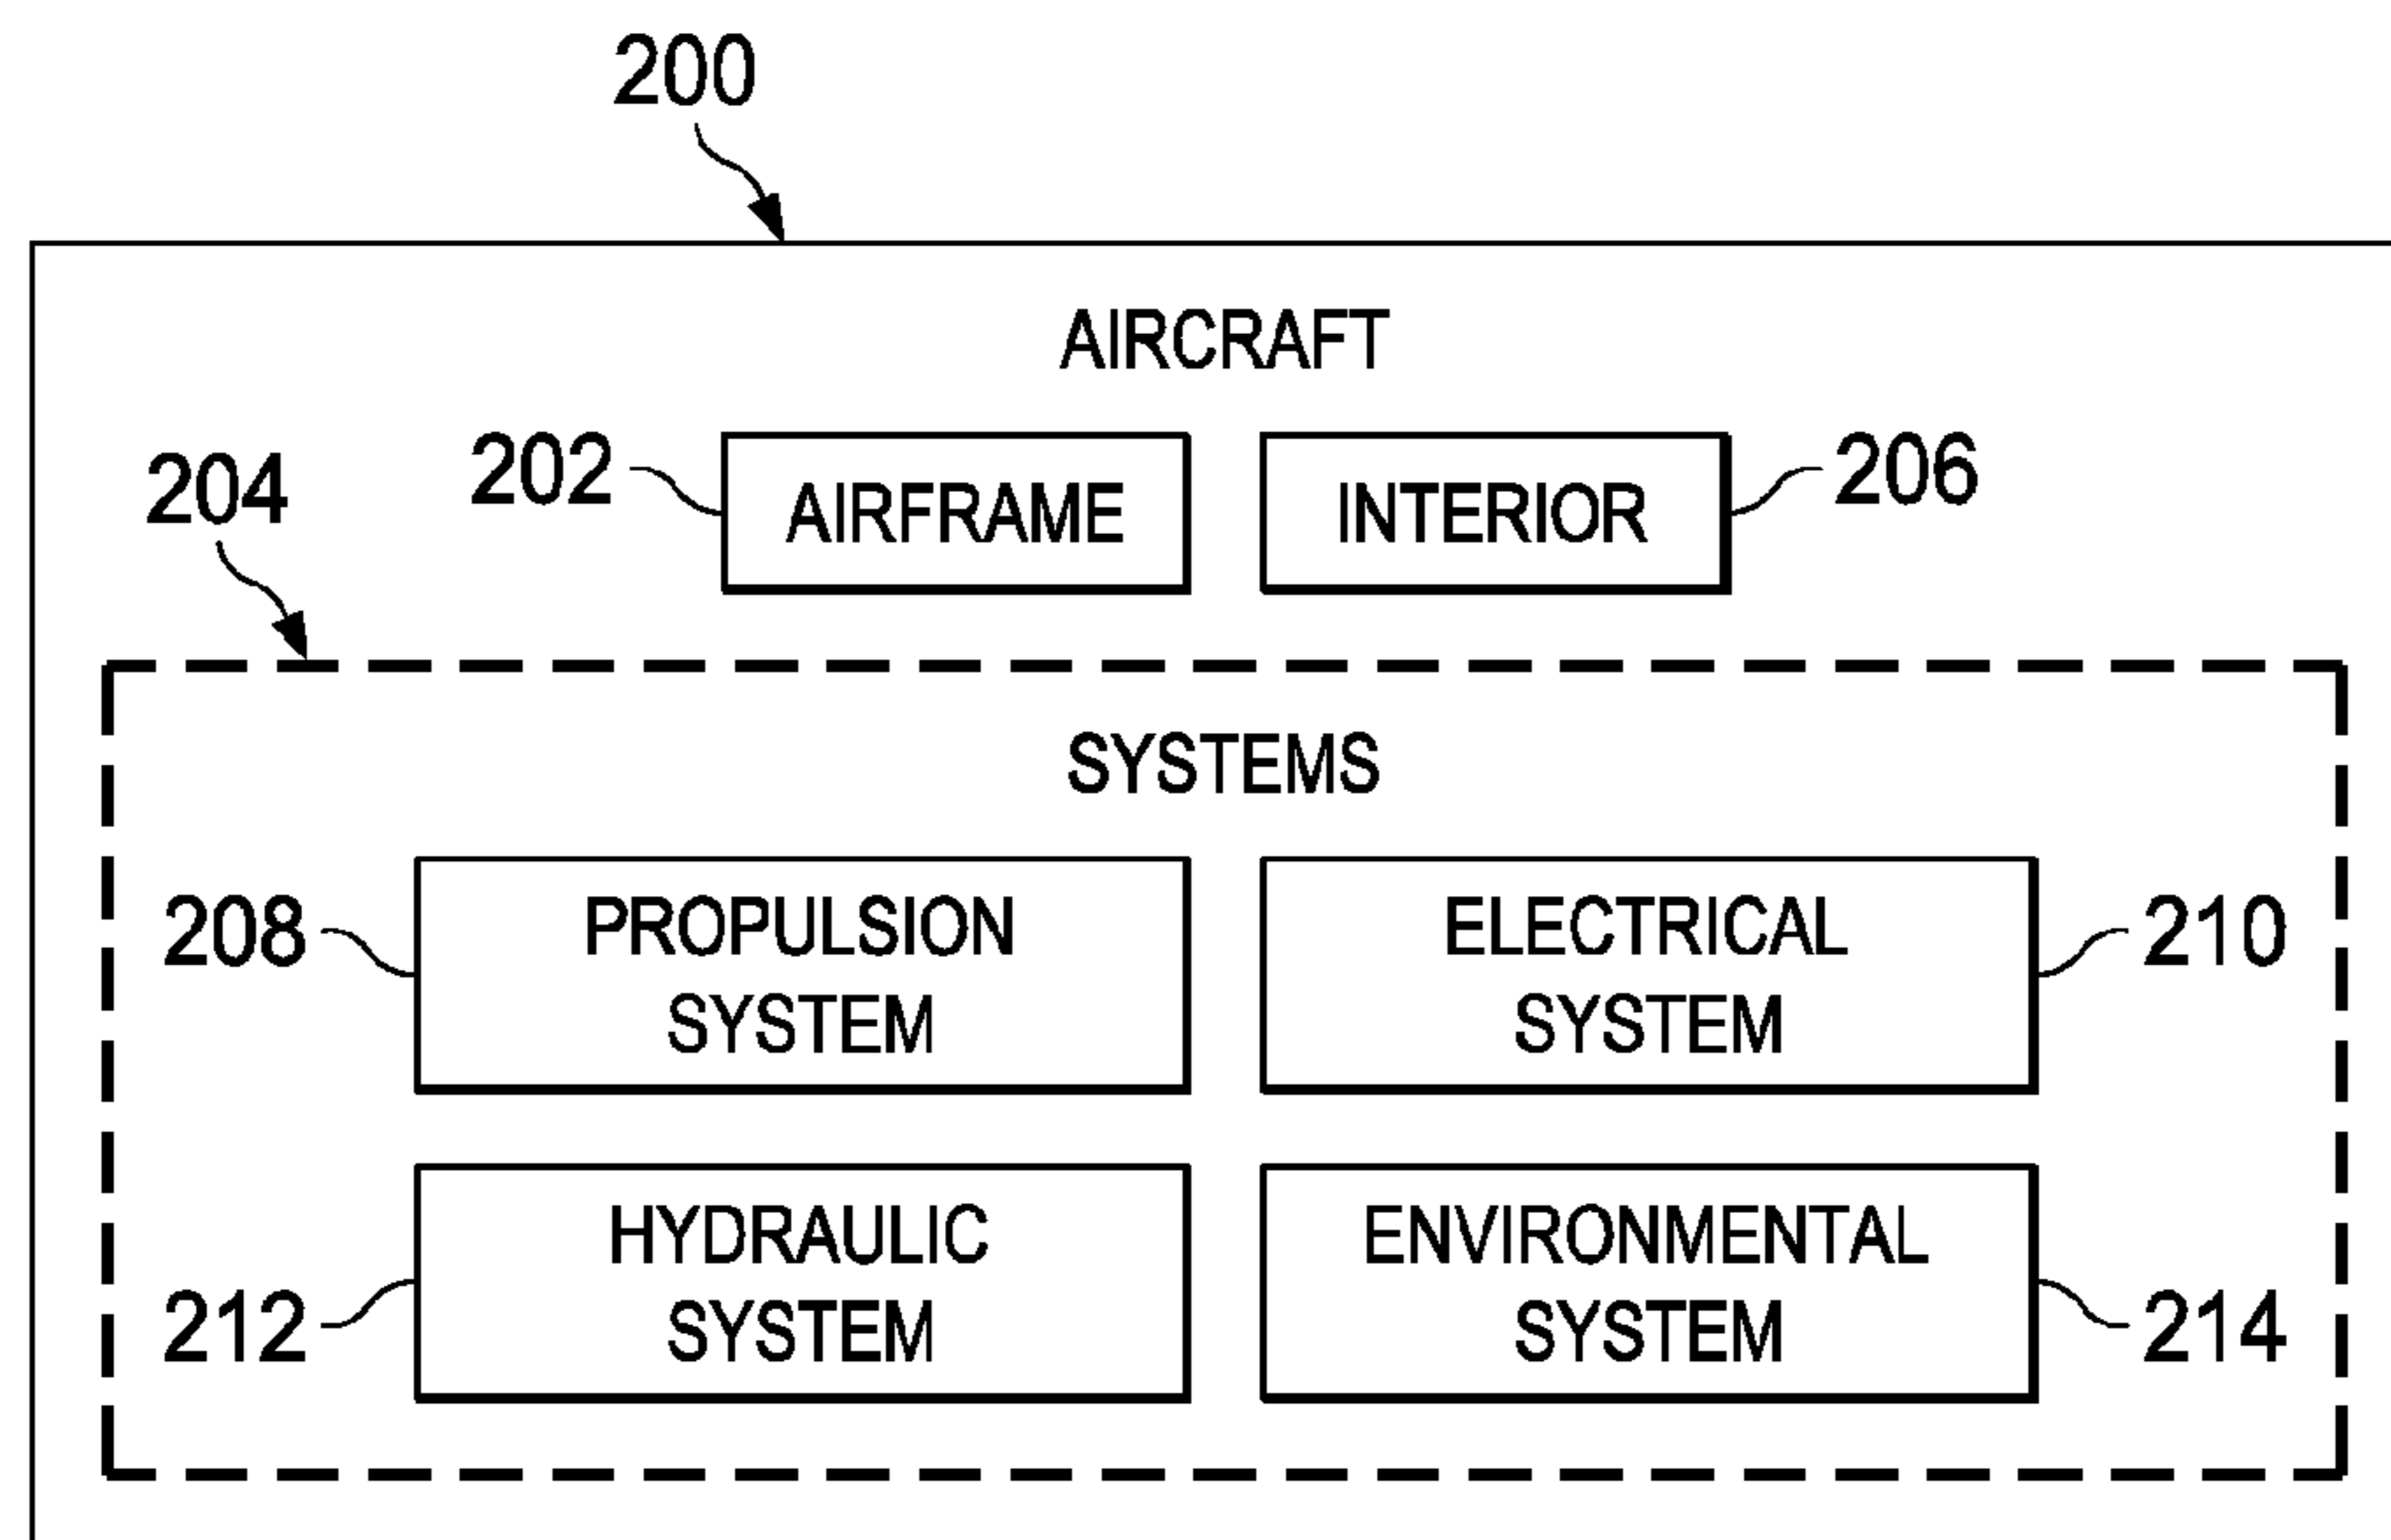 200
AIRCRAFT
202 AIRFRAME INTERIOR 206
204
SYSTEMS
208 PROPULSION SYSTEM
ELECTRICAL SYSTEM 210
212 HYDRAULIC SYSTEM
ENVIRONMENTAL SYSTEM 214